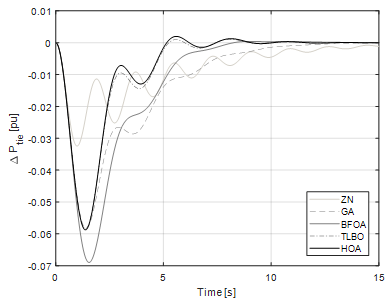 0.01
0
-0.01
-0.02
-0.03
-0.04
-0.05
-0.06
-0.07
Δ P tie [pu]
0 5 10 15
Time [s]
ZN
GA
BFOA
TLBO
HOA